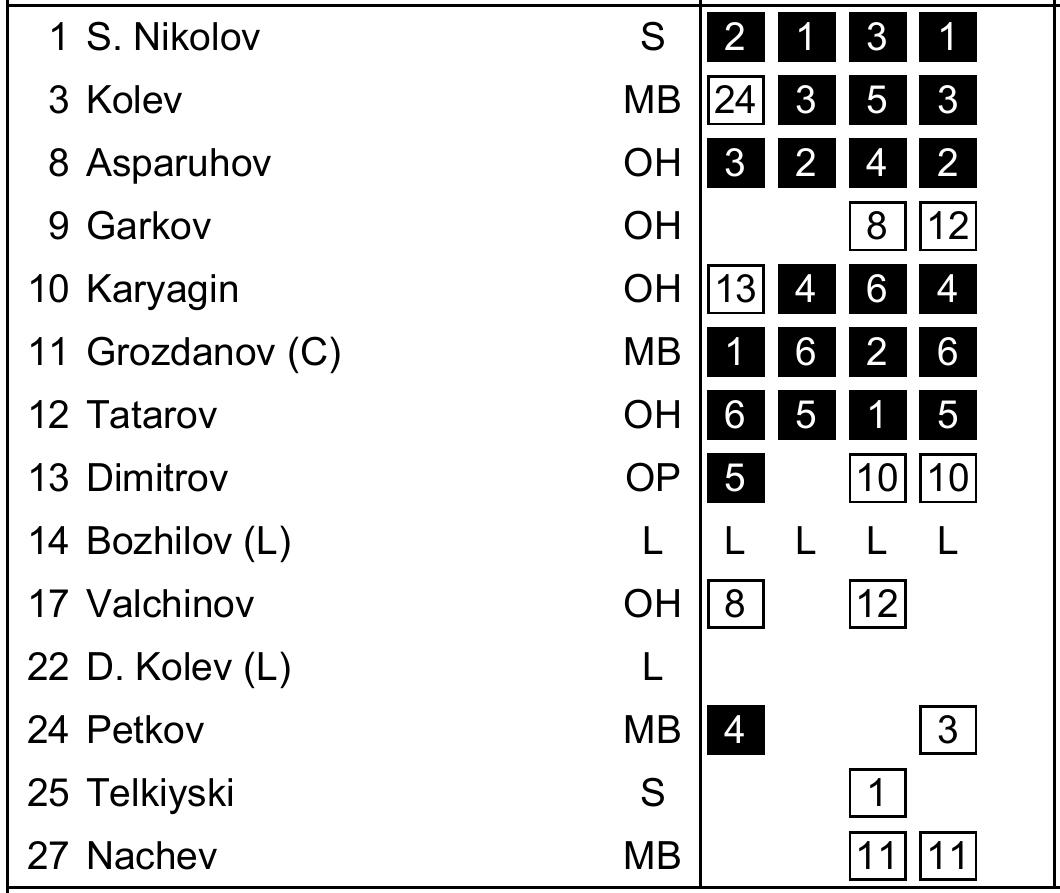 1 S. Nikolov S 2 1 3 1
3 Kolev MB 24 3 5 3
8 Asparuhov OH 3 2 4 2
9 Garkov OH 8 12
10 Karyagin OH 13 4 6 4
11 Grozdanov (C) MB 1 6 2 6
12 Tatarov OH 6 5 1 5
13 Dimitrov OP 5 10 10
14 Bozhilov (L) L L L L L
17 Valchinov OH 8 12
22 D. Kolev (L) L
24 Petkov MB 4 3
25 Telkiyski S 1
27 Nachev MB 11 11